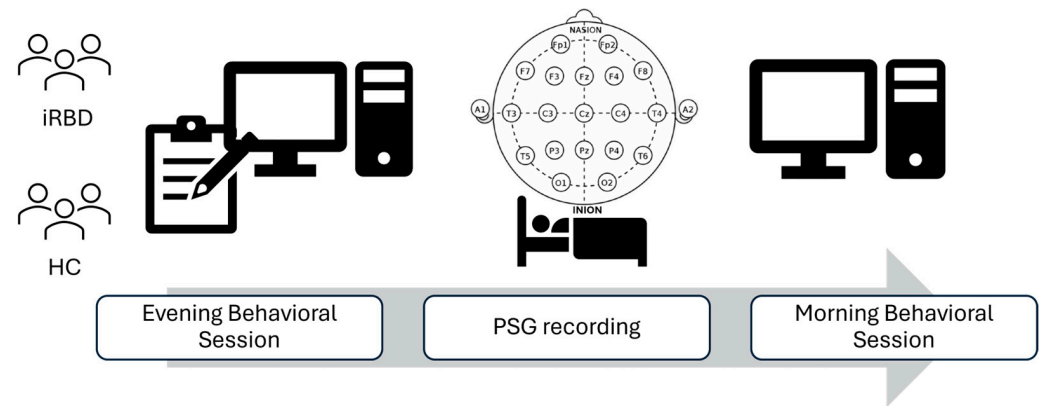 iRBD
HC
NASION
Fp1 Fp2
F7 F3 Fz F4 F8
A1 T3 C3 Cz C4 T4 A2
T5 P3 Pz P4 T6
O1 O2
INION
Evening Behavioral
Session
PSG recording
Morning Behavioral
Session